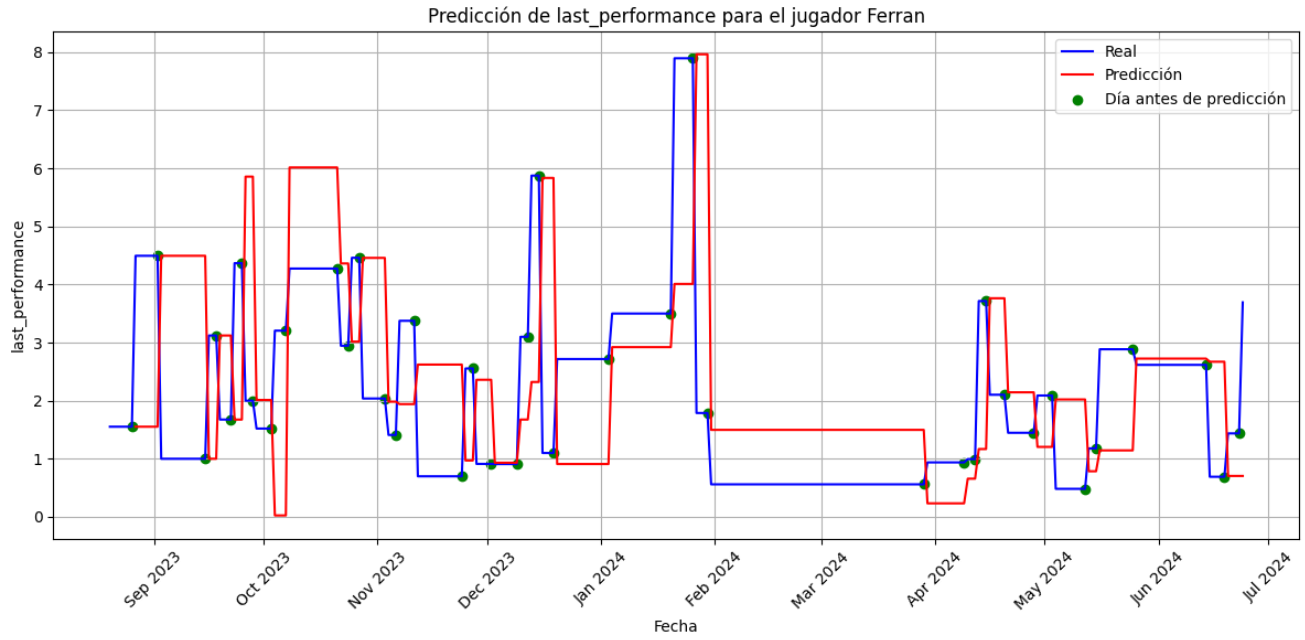 Predicción de last_performance para el jugador Ferran
Real
Predicción
Día antes de predicción
last_performance
8
7
6
5
4
3
2
1
0
Sep 2023
Oct 2023
Nov 2023
Dec 2023
Jan 2024
Feb 2024
Mar 2024
Apr 2024
May 2024
Jun 2024
Jul 2024
Fecha